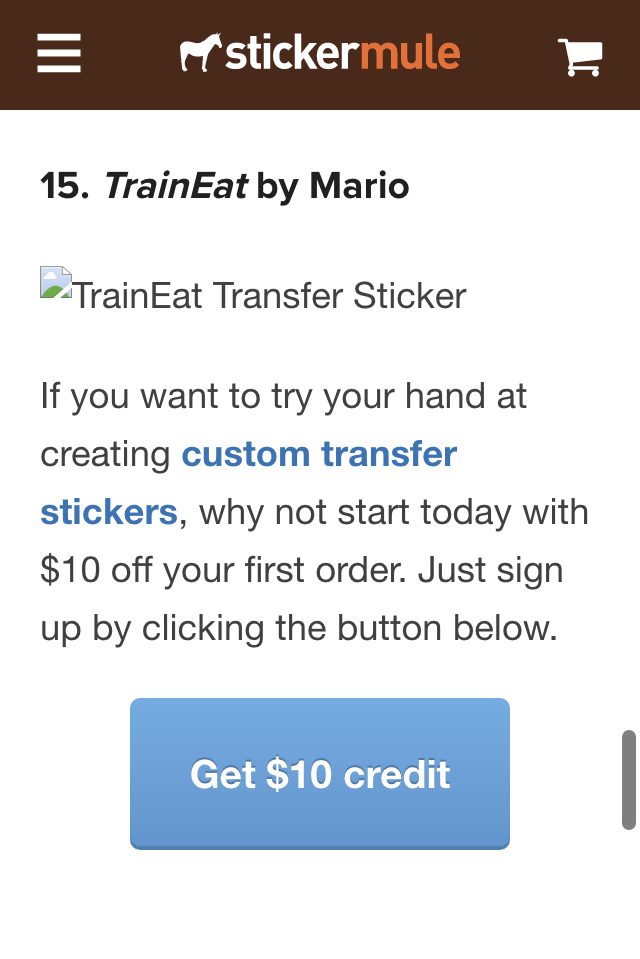 stickermule
15. TrainEat by Mario
TrainEat Transfer Sticker
If you want to try your hand at
creating custom transfer
stickers, why not start today with
$10 off your first order. Just sign
up by clicking the button below.
Get $10 credit